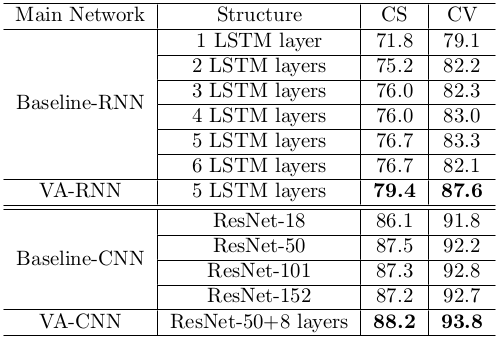 Main Network Structure CS CV
1 LSTM layer 71.8 79.1
2 LSTM layers 75.2 82.2
3 LSTM layers 76.0 82.3
Baseline-RNN
4 LSTM layers 76.0 83.0
5 LSTM layers 76.7 83.3
6 LSTM layers 76.7 82.1
VA-RNN 5 LSTM layers 79.4 87.6
ResNet-18 86.1 91.8
ResNet-50 87.5 92.2
Baseline-CNN
ResNet-101 87.3 92.8
ResNet-152 87.2 92.7
VA-CNN ResNet-50+8 layers 88.2 93.8